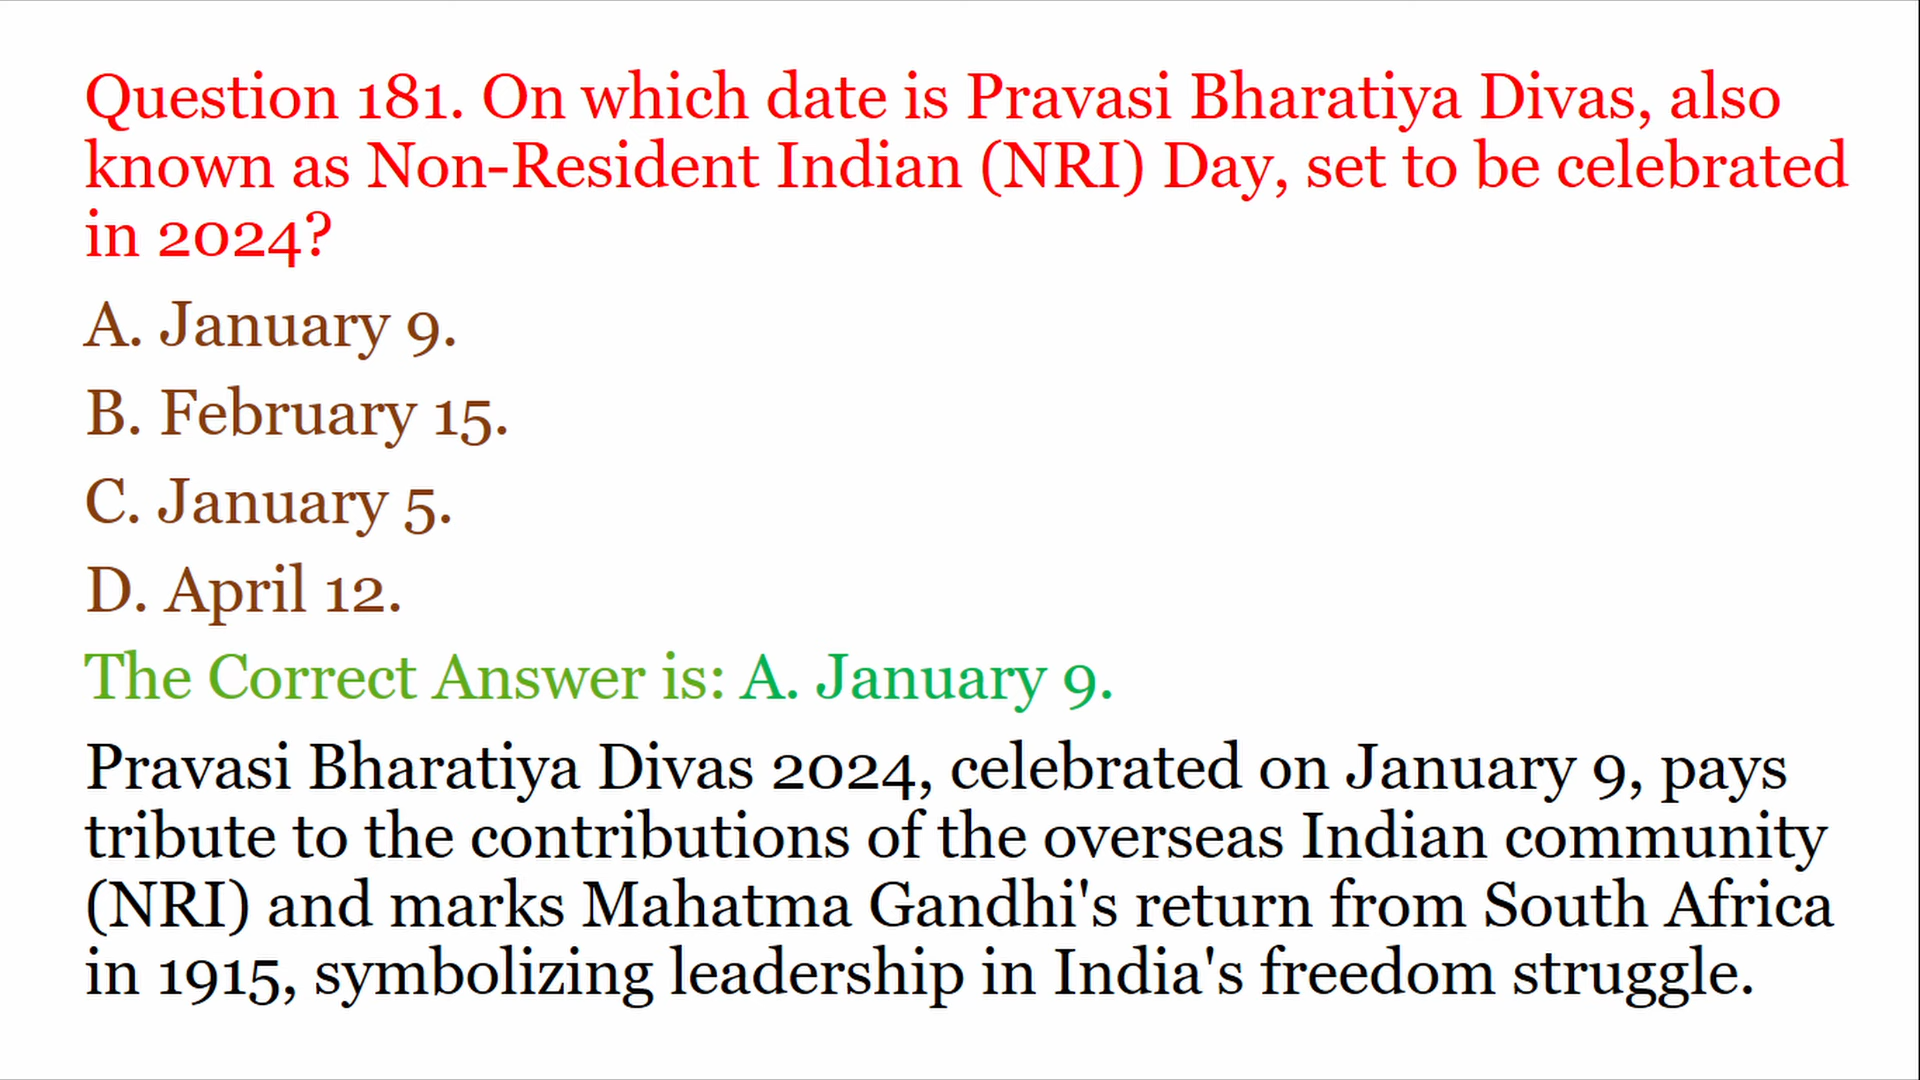 Question 181. On which date is Pravasi Bharatiya Divas, also
known as Non-Resident Indian (NRI) Day, set to be celebrated
in 2024?
A. January 9.
B. February 15.
C. January 5.
D. April 12.
The Correct Answer is: A. January 9.
Pravasi Bharatiya Divas 2024, celebrated on January 9, pays
tribute to the contributions of the overseas Indian community
(NRI) and marks Mahatma Gandhi's return from South Africa
in 1915, symbolizing leadership in India's freedom struggle.